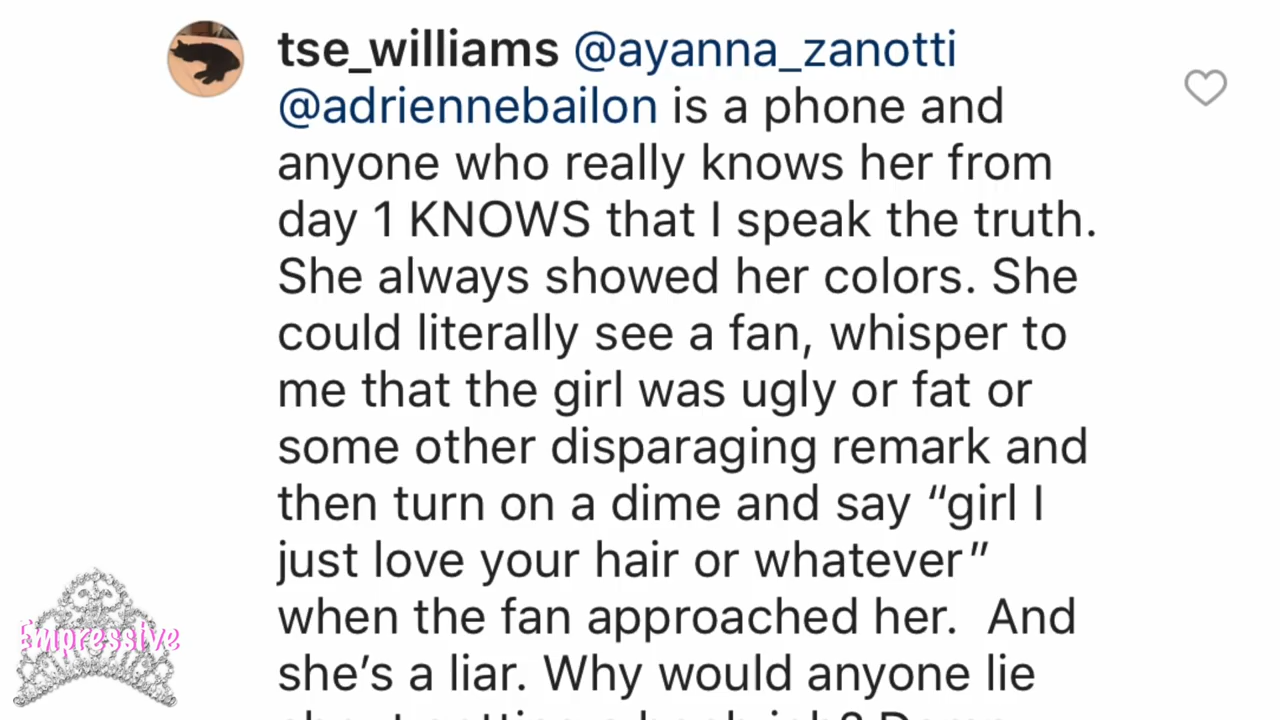 tse_williams @ayanna_zanotti
@adriennebailon is a phone and
anyone who really knows her from
day 1 KNOWS that I speak the truth.
She always showed her colors. She
could literally see a fan, whisper to
me that the girl was ugly or fat or
some other disparaging remark and
then turn on a dime and say “girl I
just love your hair or whatever”
when the fan approached her.  And
she’s a liar. Why would anyone lie
Empressive